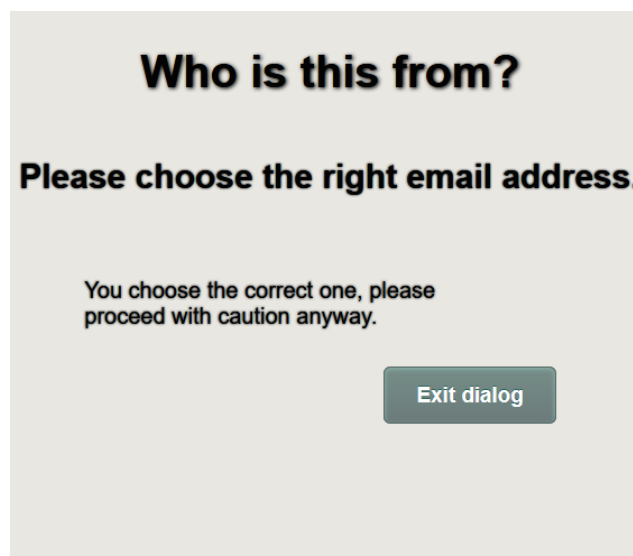 Who is this from?
Please choose the right email address.
You choose the correct one, please
proceed with caution anyway.
Exit dialog